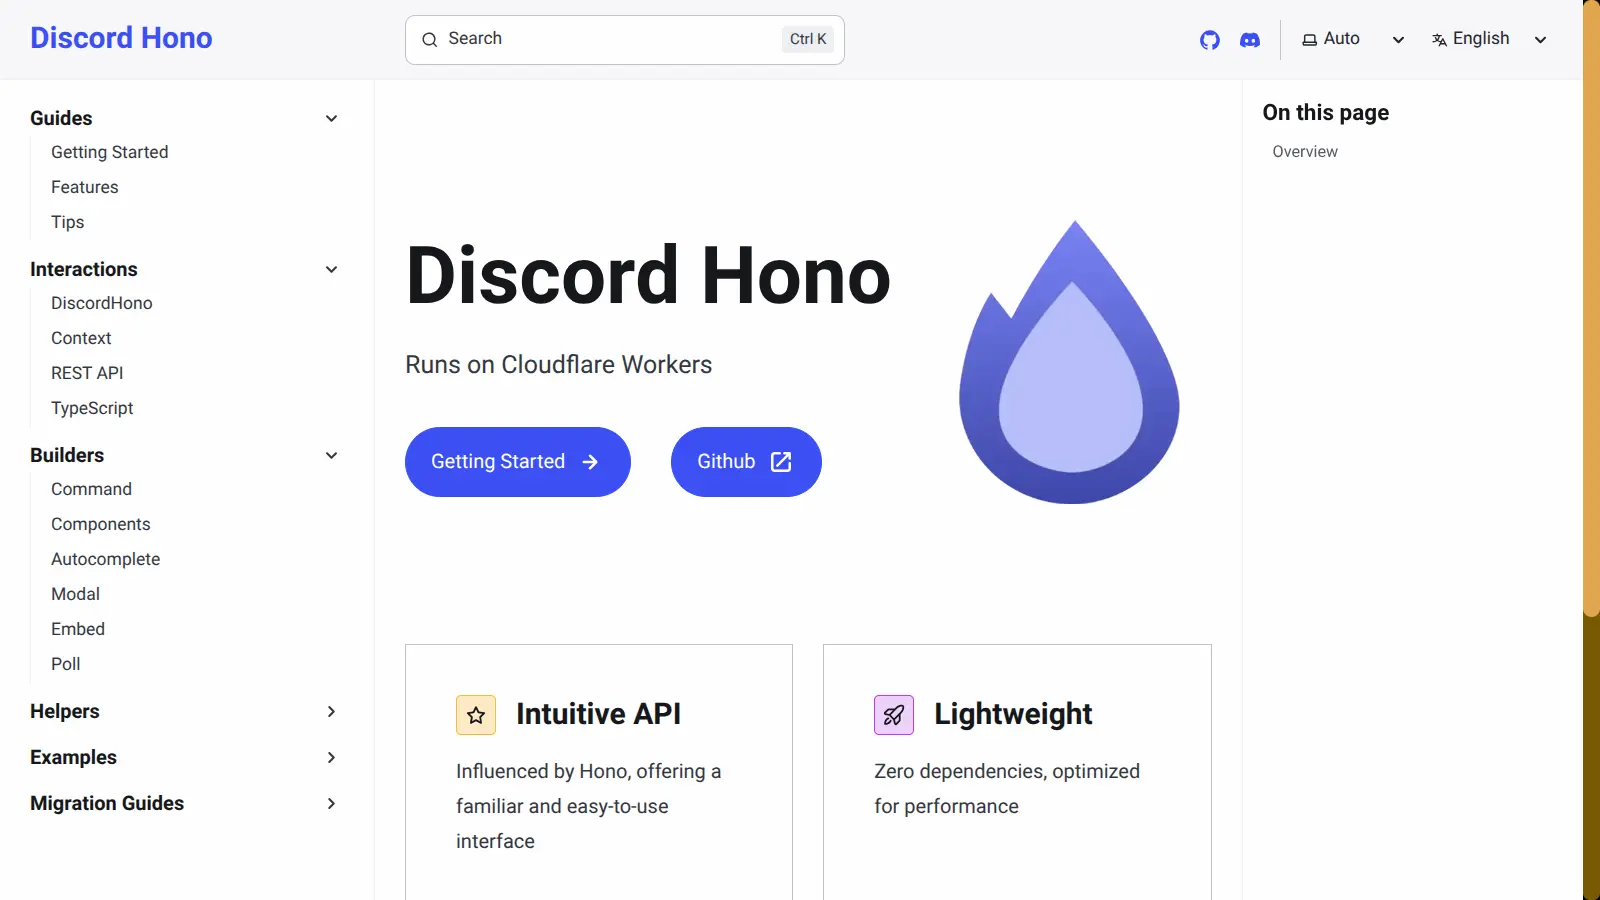 Discord Hono
Search
Ctrl K
Auto
English
Guides
Getting Started
Features
Tips
Interactions
DiscordHono
Context
REST API
TypeScript
Builders
Command
Components
Autocomplete
Modal
Embed
Poll
Helpers
Examples
Migration Guides
Discord Hono
Runs on Cloudflare Workers
Getting Started
Github
Intuitive API
Influenced by Hono, offering a
familiar and easy-to-use
interface
Lightweight
Zero dependencies, optimized
for performance
On this page
Overview